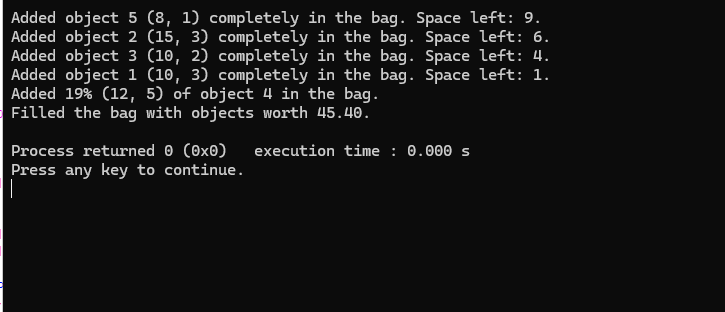 Added object 5 (8, 1) completely in the bag. Space left: 9.
Added object 2 (15, 3) completely in the bag. Space left: 6.
Added object 3 (10, 2) completely in the bag. Space left: 4.
Added object 1 (10, 3) completely in the bag. Space left: 1.
Added 19% (12, 5) of object 4 in the bag.
Filled the bag with objects worth 45.40.
Process returned 0 (0x0)   execution time : 0.000 s
Press any key to continue.